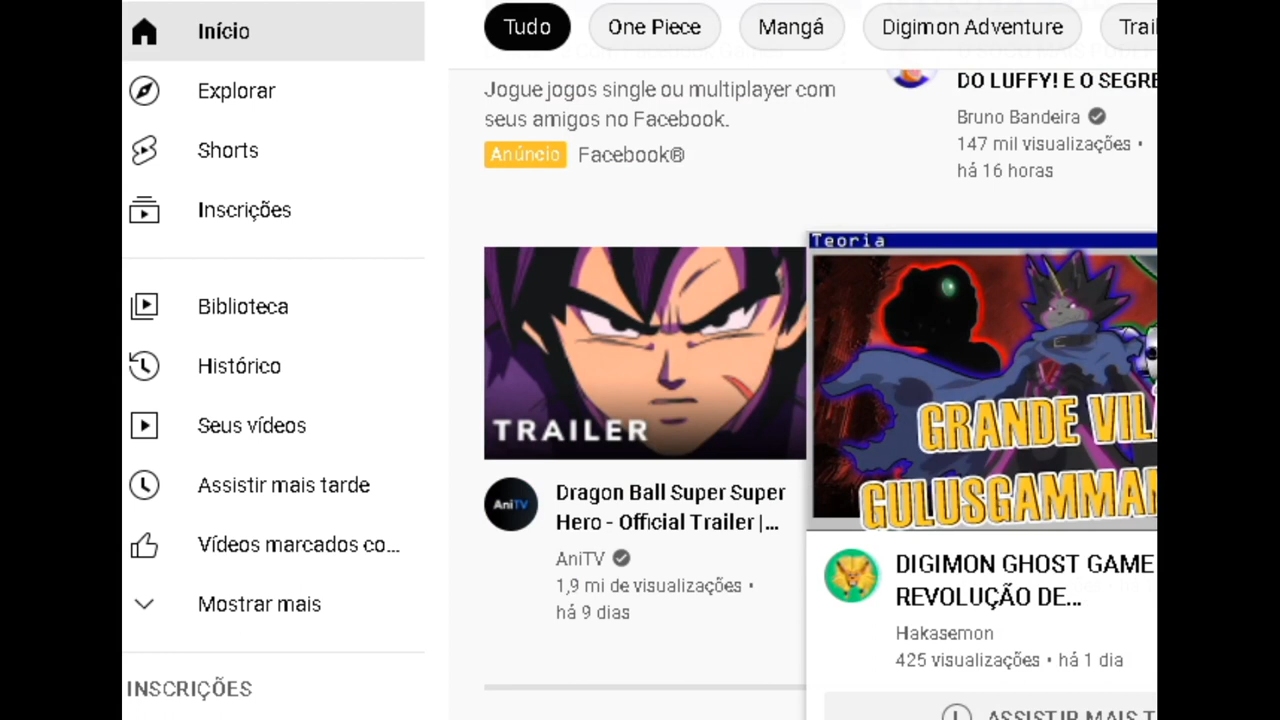 Início
Explorar
Shorts
Inscrições
Biblioteca
Histórico
Seus vídeos
Assistir mais tarde
Vídeos marcados co...
Mostrar mais
INSCRIÇÕES
Tudo
One Piece
Mangá
Digimon Adventure
Trail
Jogue jogos single ou multiplayer com
seus amigos no Facebook.
Anúncio Facebook®
DO LUFFY! E O SEGRE
Bruno Bandeira
147 mil visualizações •
há 16 horas
TRAILER
AniTV
Dragon Ball Super Super
Hero - Official Trailer |...
AniTV
1,9 mi de visualizações •
há 9 dias
Teoria
GRANDE VIL
GULUSGAMMAM
DIGIMON GHOST GAME
REVOLUÇÃO DE...
Hakasemon
425 visualizações • há 1 dia
ASSISTIR MAIS T